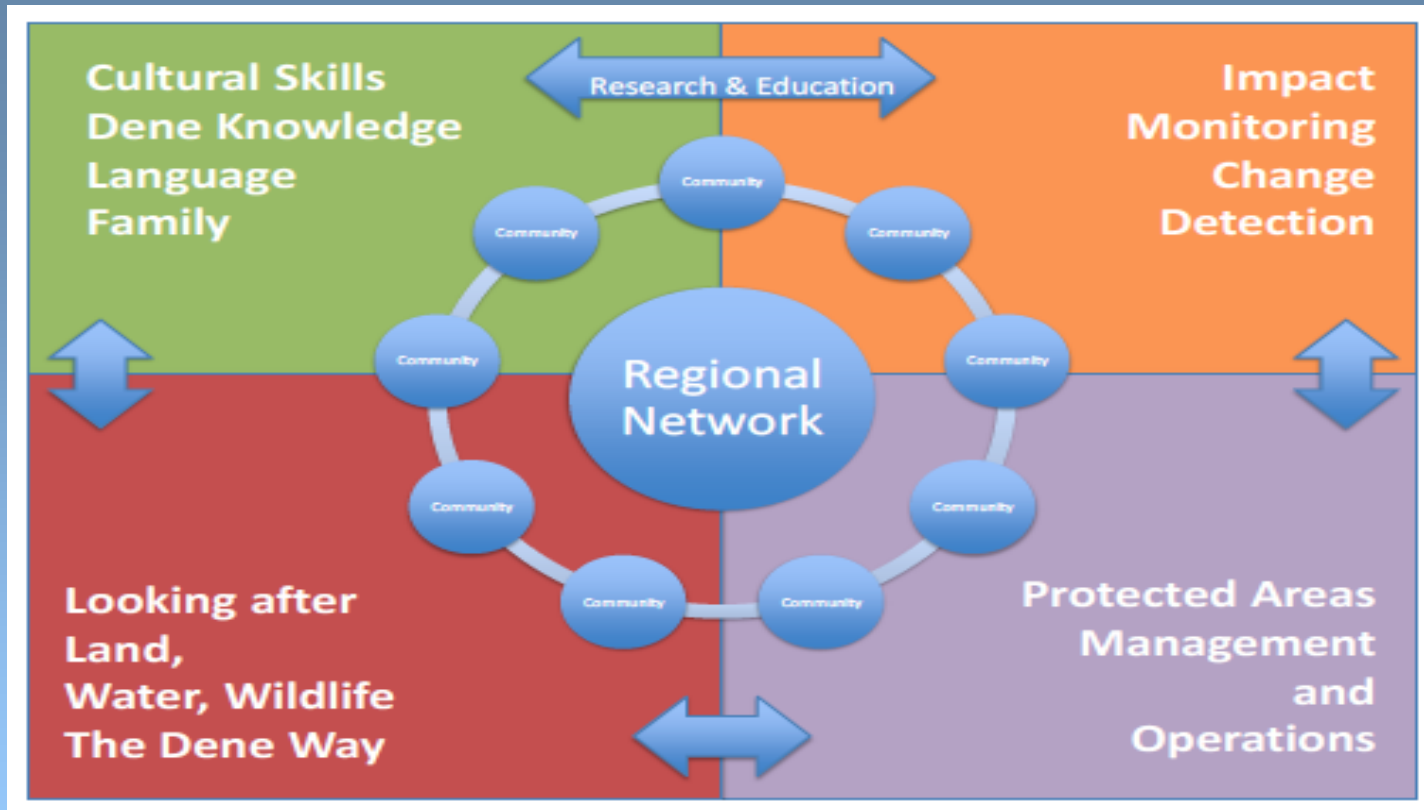 Cultural Skills
Dene Knowledge
Language
Family
Research & Education
Impact
Monitoring
Change
Detection
Community
Community
Community
Community
Community
Regional
Network
Community
Community
Community
Community
Looking after
Land,
Water, Wildlife
The Dene Way
Protected Areas
Management
and
Operations